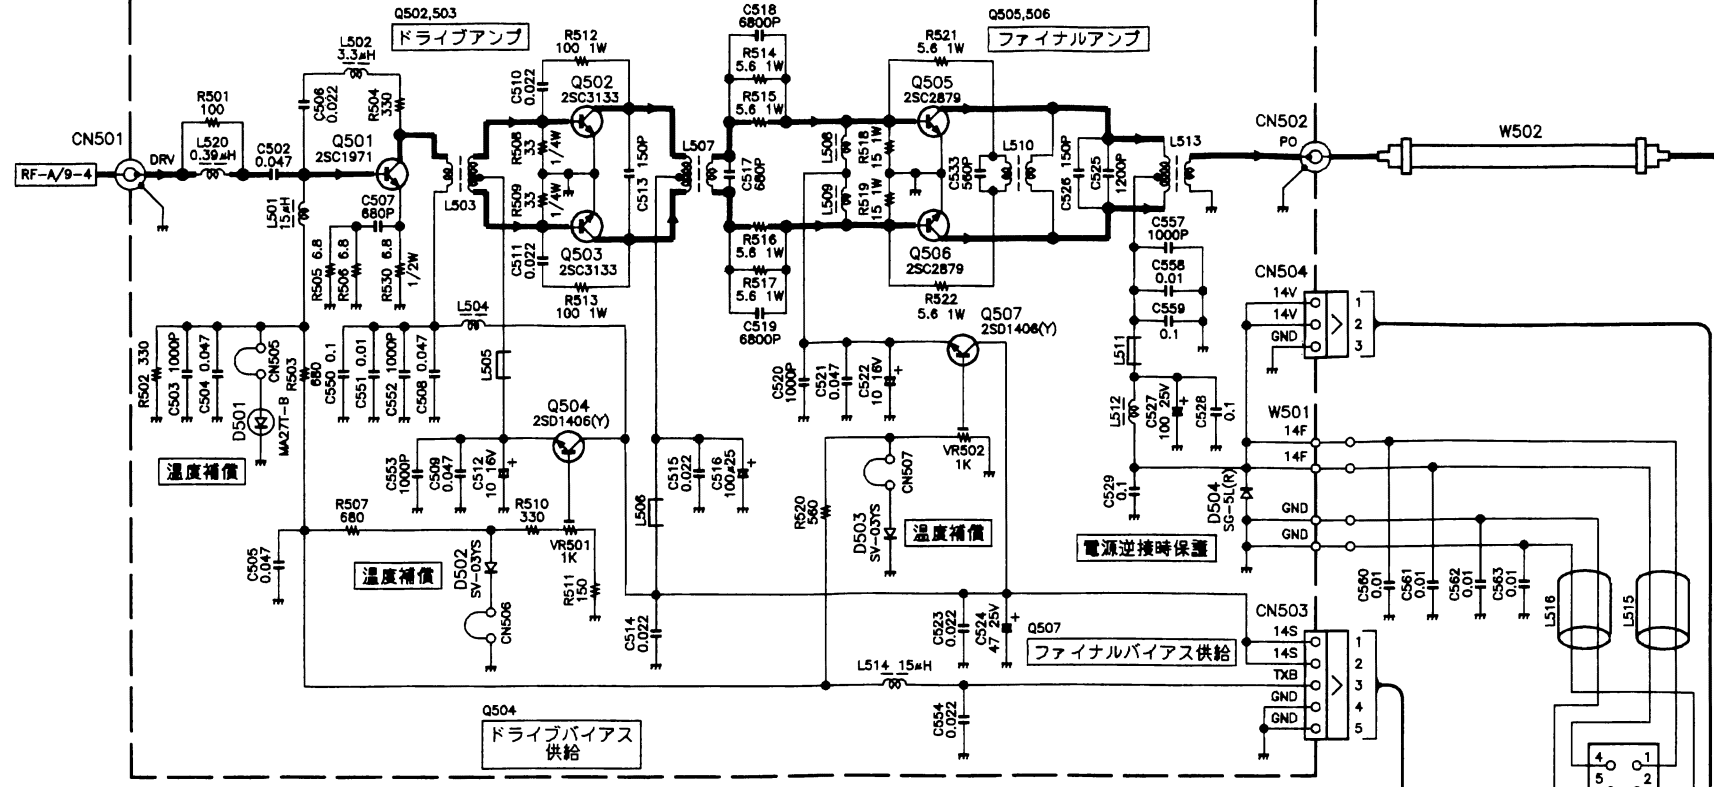 Q502,503
ドライブアンプ
C518
6800P
Q505,506
ファイナルアンプ
L502
3.3μH
R512
100 1W
R514
5.6 1W
R521
5.6 1W
C506
0.022
R504
330
C510
0.022
Q502
2SC3133
R515
5.6 1W
Q505
2SC2879
R501
100
CN501
DRV
L520
0.39μH
C502
0.047
Q501
2SC1971
RF-A/9-4
R508
33
1/4W
C513 150P
L507
C517
680P
L508
R518
15 1W
C533
560P
L510
C526 150P
C525
1200P
L513
CN502
PO
W502
L501
15μH
C507
680P
L503
R509
33
1/4W
L509
R519
15 1W
R505 6.8
R506 6.8
R530 6.8
1/2W
C511
0.022
Q503
2SC3133
R513
100 1W
R516
5.6 1W
R517
5.6 1W
C519
6800P
Q506
2SC2879
R522
5.6 1W
C557
1000P
C558
0.01
C559
0.1
CN504
14V
14V
GND
1
2
3
L504
Q507
2SD1406(Y)
R502 330
C503 1000P
C504 0.047
CN505
R503
680
C550 0.1
C551 0.01
C552 1000P
C508 0.047
L505
C520
1000P
C521
0.047
C522
10 16V
L511
D501
MA27T-B
温度補償
Q504
2SD1406(Y)
L512
C527
100 25V
C528
0.1
W501
14F
14F
C553
1000P
C509
0.047
C512
10 16V
C515
0.022
C516
100μ25
L506
CN507
VR502
1K
C529
0.1
D504
SG-5L(R)
GND
GND
R507
680
R510
330
VR501
1K
R520
560
D503
SV-03YS
温度補償
電源逆接時保護
C505
0.047
温度補償
D502
SV-03YS
CN506
R511
150
C514
0.022
C523
0.022
C524
47 25V
Q507
ファイナルバイアス供給
C560
0.01
C561
0.01
C562
0.01
C563
0.01
L516
L515
CN503
14S
14S
TXB
GND
GND
1
2
3
4
5
L514 15μH
C554
0.022
Q504
ドライブバイアス
供給
4
1
5
2